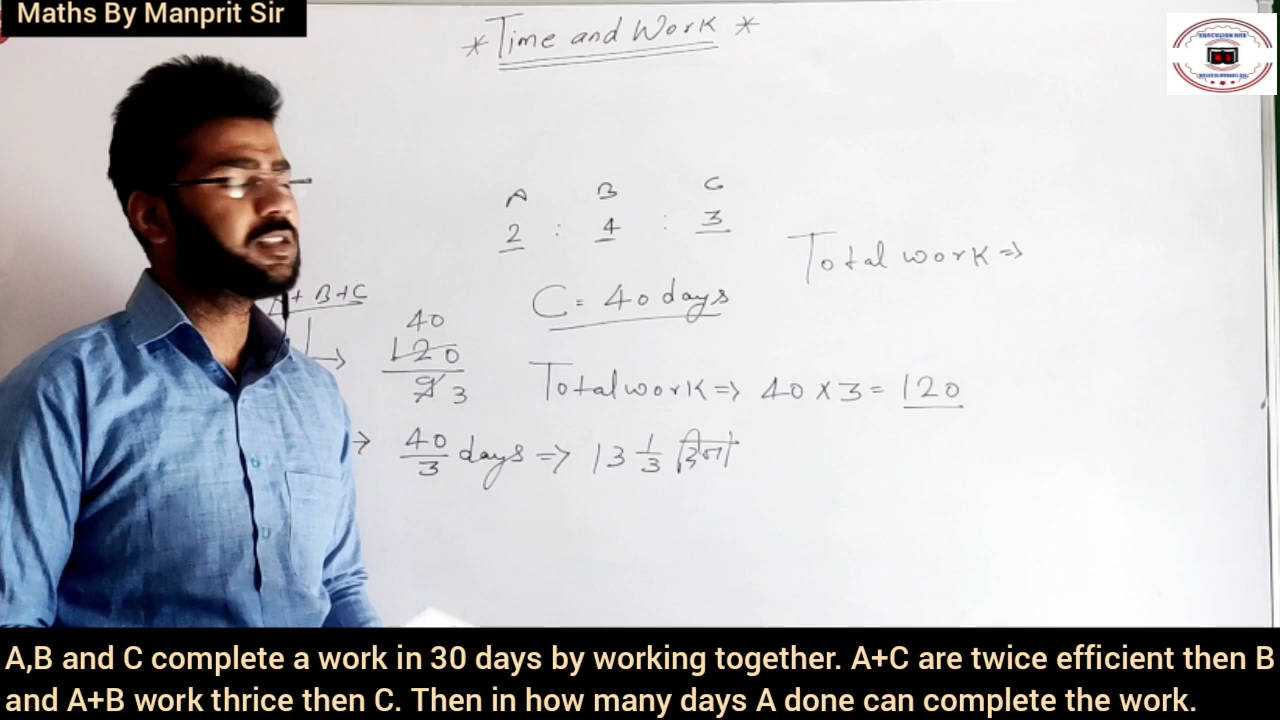 Maths By Manprit Sir
* Time and Work *
A B C
2 : 4 : 3
Total work ⇒
C = 40 days
A + B + C
40
120
9 3
Total work ⇒ 40 × 3 = 120
→ 40/3 days ⇒ 13 1/3 दिनों
A,B and C complete a work in 30 days by working together. A+C are twice efficient then B
and A+B work thrice then C. Then in how many days A done can complete the work.